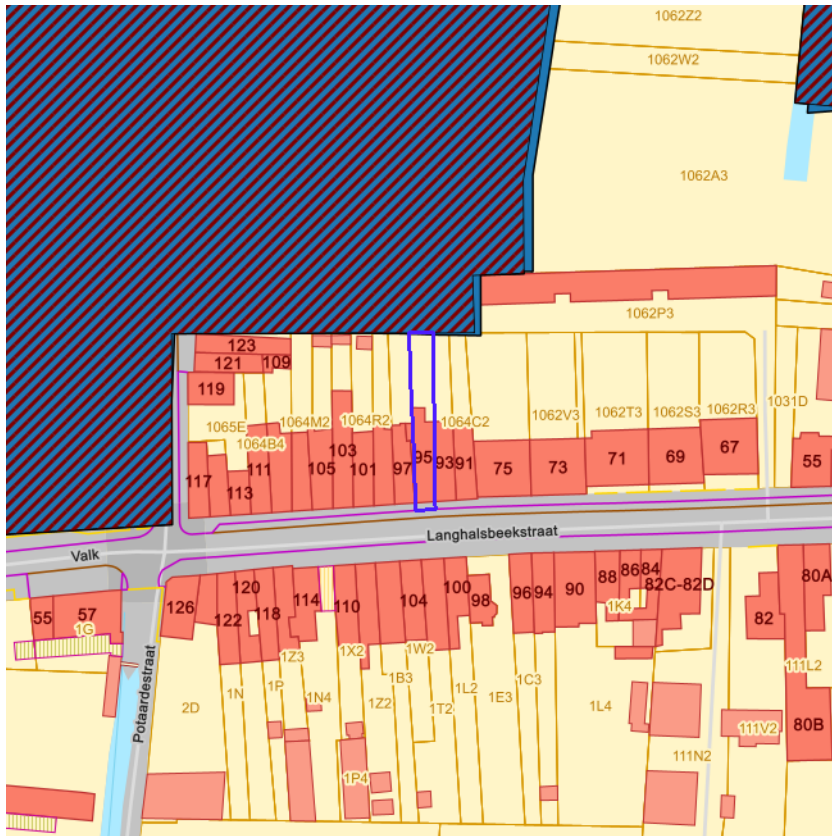 1062Z2
1062W2
1062A3
1062P3
123
121
109
119
1065E
1064B4
1064M2
1064R2
1064C2
1062V3
1062T3
1062S3
1062R3
1031D
117
113
111
105
103
101
97
95
93
91
75
73
71
69
67
55
Valk
Langhalsbeekstraat
Potaardestraat
55
57
1G
126
122
120
118
114
110
104
100
98
96
94
90
88
86
84
82C-82D
1K4
82
80A
80B
111L2
111V2
111N2
2D
1N
1P
1Z3
1N4
1X2
1P4
1Z2
1B3
1W2
1T2
1L2
1E3
1C3
1L4